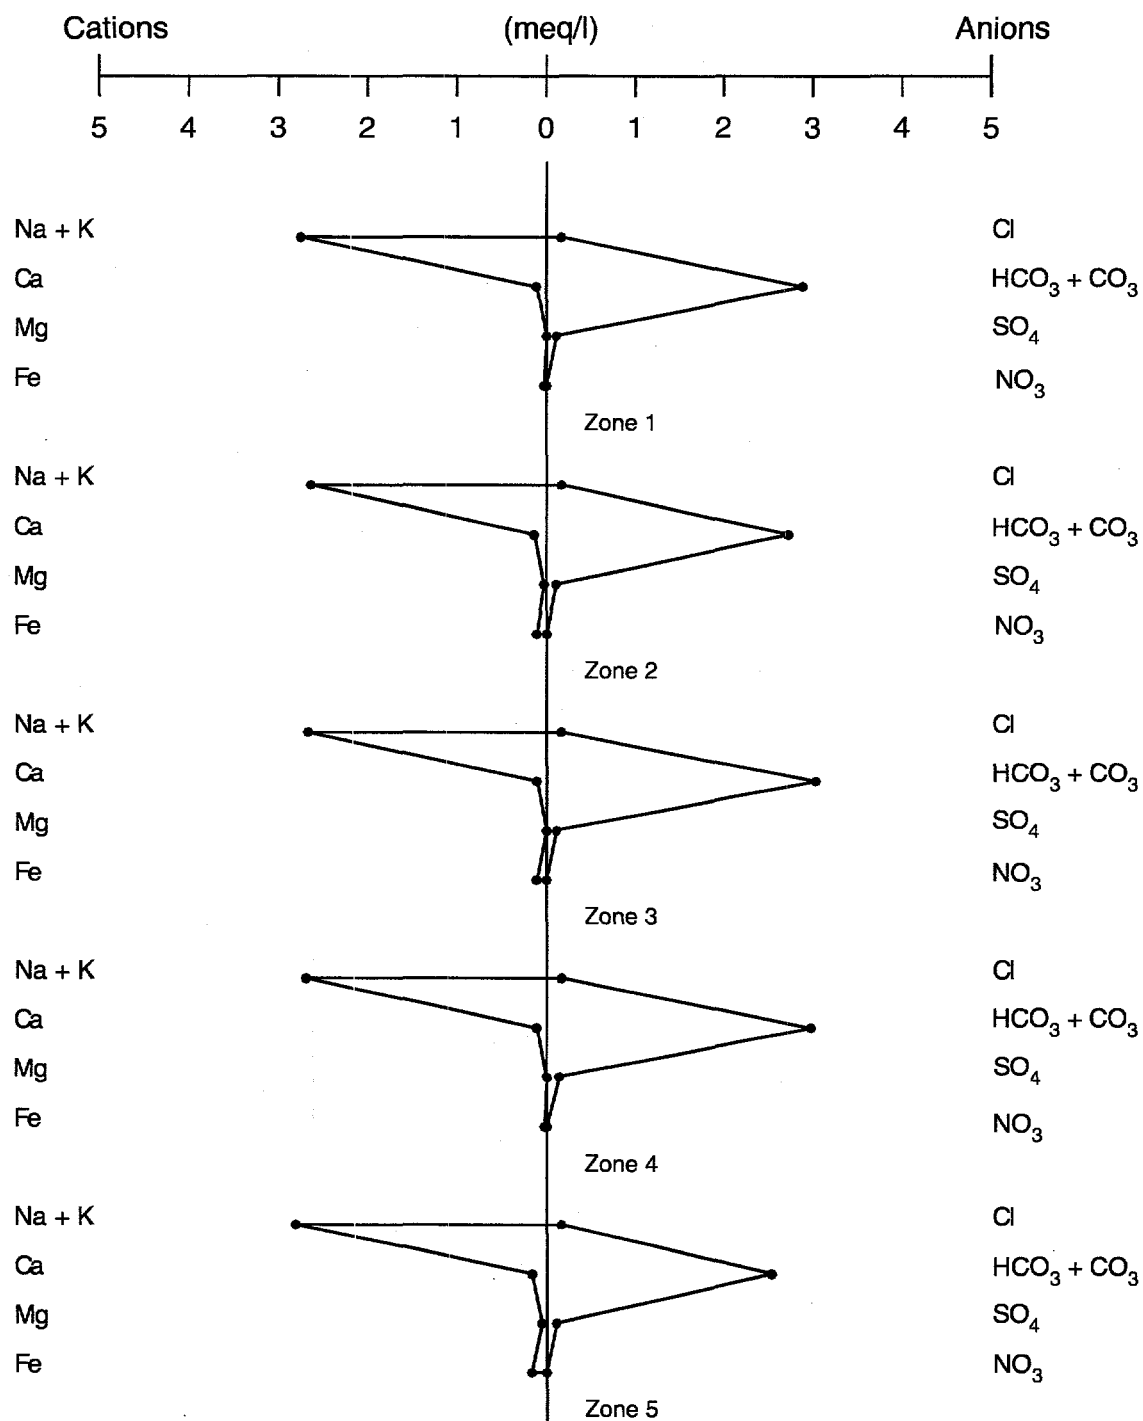 Cations (meq/l) Anions
5 4 3 2 1 0 1 2 3 4 5
Na + K Cl
Ca HCO3 + CO3
Mg SO4
Fe NO3
Zone 1
Na + K Cl
Ca HCO3 + CO3
Mg SO4
Fe NO3
Zone 2
Na + K Cl
Ca HCO3 + CO3
Mg SO4
Fe NO3
Zone 3
Na + K Cl
Ca HCO3 + CO3
Mg SO4
Fe NO3
Zone 4
Na + K Cl
Ca HCO3 + CO3
Mg SO4
Fe NO3
Zone 5